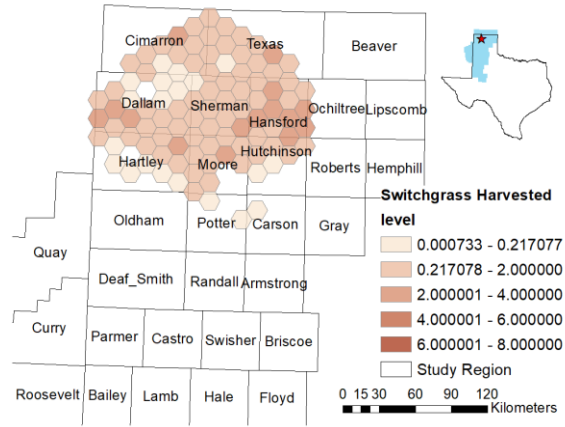 Cimarron
Texas
Beaver
Dallam
Sherman
Ochiltree
Lipscomb
Hansford
Hartley
Moore
Hutchinson
Roberts
Hemphill
Oldham
Potter
Carson
Gray
Quay
Deaf_Smith
Randall
Armstrong
Curry
Parmer
Castro
Swisher
Briscoe
Roosevelt
Bailey
Lamb
Hale
Floyd
Switchgrass Harvested
level
0.000733 - 0.217077
0.217078 - 2.000000
2.000001 - 4.000000
4.000001 - 6.000000
6.000001 - 8.000000
Study Region
0 15 30 60 90 120
Kilometers